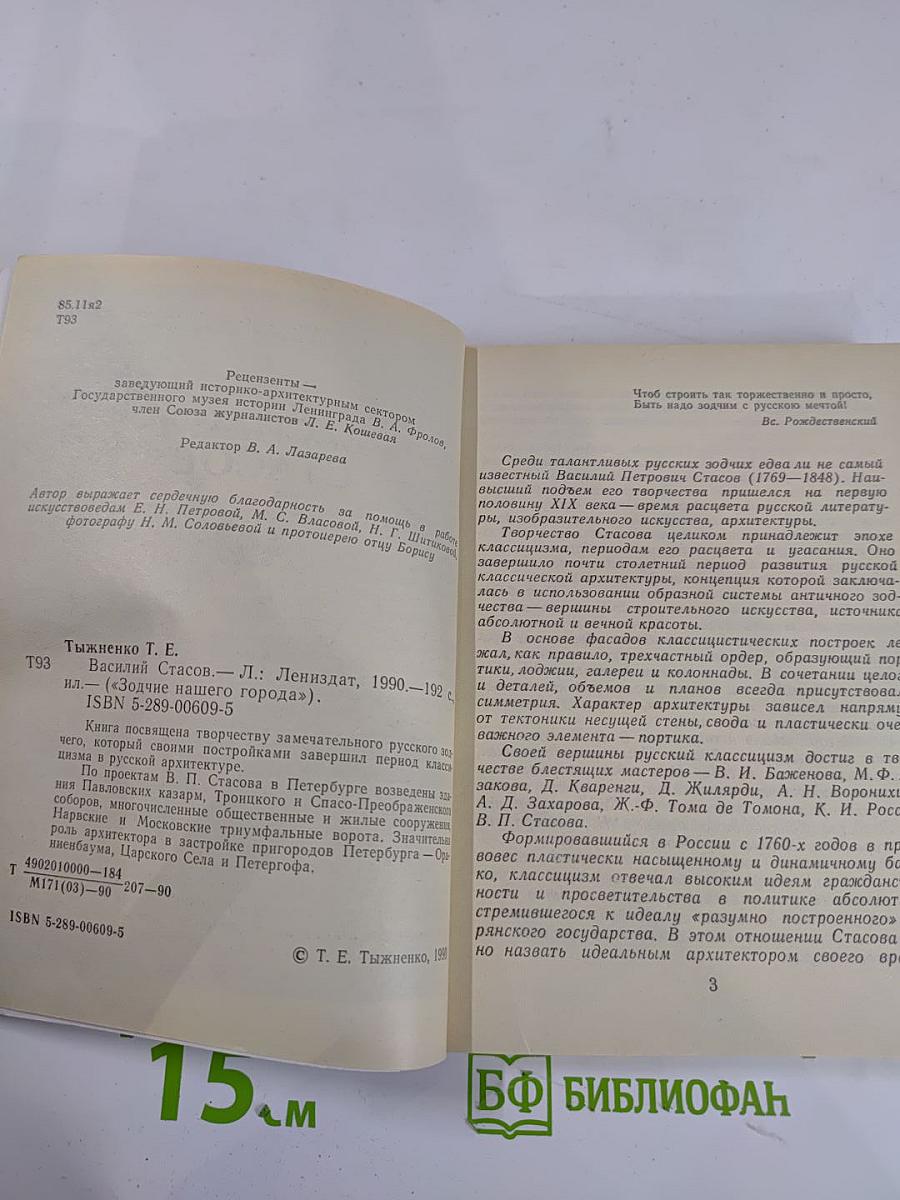 85.11я2
Т93
Рецензенты —
заведующий историко-архитектурным сектором
Государственного музея истории Ленинграда В. А. Фролов,
член Союза журналистов Л. Е. Кошевая
Редактор В. А. Лазарева
Автор выражает сердечную благодарность за помощь в работе
искусствоведам Е. Н. Петровой, М. С. Власовой, Н. Г. Шитиковой,
фотографу Н. М. Соловьевой и протоиерею отцу Борису
Тыжненко Т. Е.
Т93 Василий Стасов.— Л.: Лениздат, 1990.—192 с.,
ил.— («Зодчие нашего города»).
ISBN 5-289-00609-5
Книга посвящена творчеству замечательного русского зод-
чего, который своими постройками завершил период класси-
цизма в русской архитектуре.
По проектам В. П. Стасова в Петербурге возведены зда-
ния Павловских казарм, Троицкого и Спасо-Преображенского
соборов, многочисленные общественные и жилые сооружения,
Нарвские и Московские триумфальные ворота. Значительна
роль архитектора в застройке пригородов Петербурга — Ора-
ниенбаума, Царского Села и Петергофа.
Т 4902010000—184
М171(03)—90
207—90
ISBN 5-289-00609-5
© Т. Е. Тыжненко, 1990
Чтоб строить так торжественно и просто,
Быть надо зодчим с русскою мечтой!
Вс. Рождественский
Среди талантливых русских зодчих едва ли не самый
известный Василий Петрович Стасов (1769—1848). Наи-
высший подъем его творчества пришелся на первую
половину XIX века — время расцвета русской литерату-
ры, изобразительного искусства, архитектуры.
Творчество Стасова целиком принадлежит эпохе
классицизма, периодам его расцвета и угасания. Оно
завершило почти столетний период развития русской
классической архитектуры, концепция которой заключа-
лась в использовании образной системы античного зод-
чества — вершины строительного искусства, источника
абсолютной и вечной красоты.
В основе фасадов классицистических построек ле
жал, как правило, трехчастный ордер, образующий пор
тики, лоджии, галереи и колоннады. В сочетании цело
и деталей, объемов и планов всегда присутствова
симметрия. Характер архитектуры зависел напрям
от тектоники несущей стены, свода и пластически оче
важного элемента — портика.
Своей вершины русский классицизм достиг в тв
честве блестящих мастеров — В. И. Баженова, М. Ф.
закова, Д. Кваренги, Д. Жилярди, А. Н. Воронихи
А. Д. Захарова, Ж.-Ф. Тома де Томона, К. И. Росс
В. П. Стасова.
Формировавшийся в России с 1760-х годов в пр
вовес пластически насыщенному и динамичному ба
ко, классицизм отвечал высоким идеям гражданст
ности и просветительства в политике абсолют
стремившегося к идеалу «разумно построенного»
рянского государства. В этом отношении Стасова
но назвать идеальным архитектором своего вре
3
15 см
БФ БИБЛИОФАН